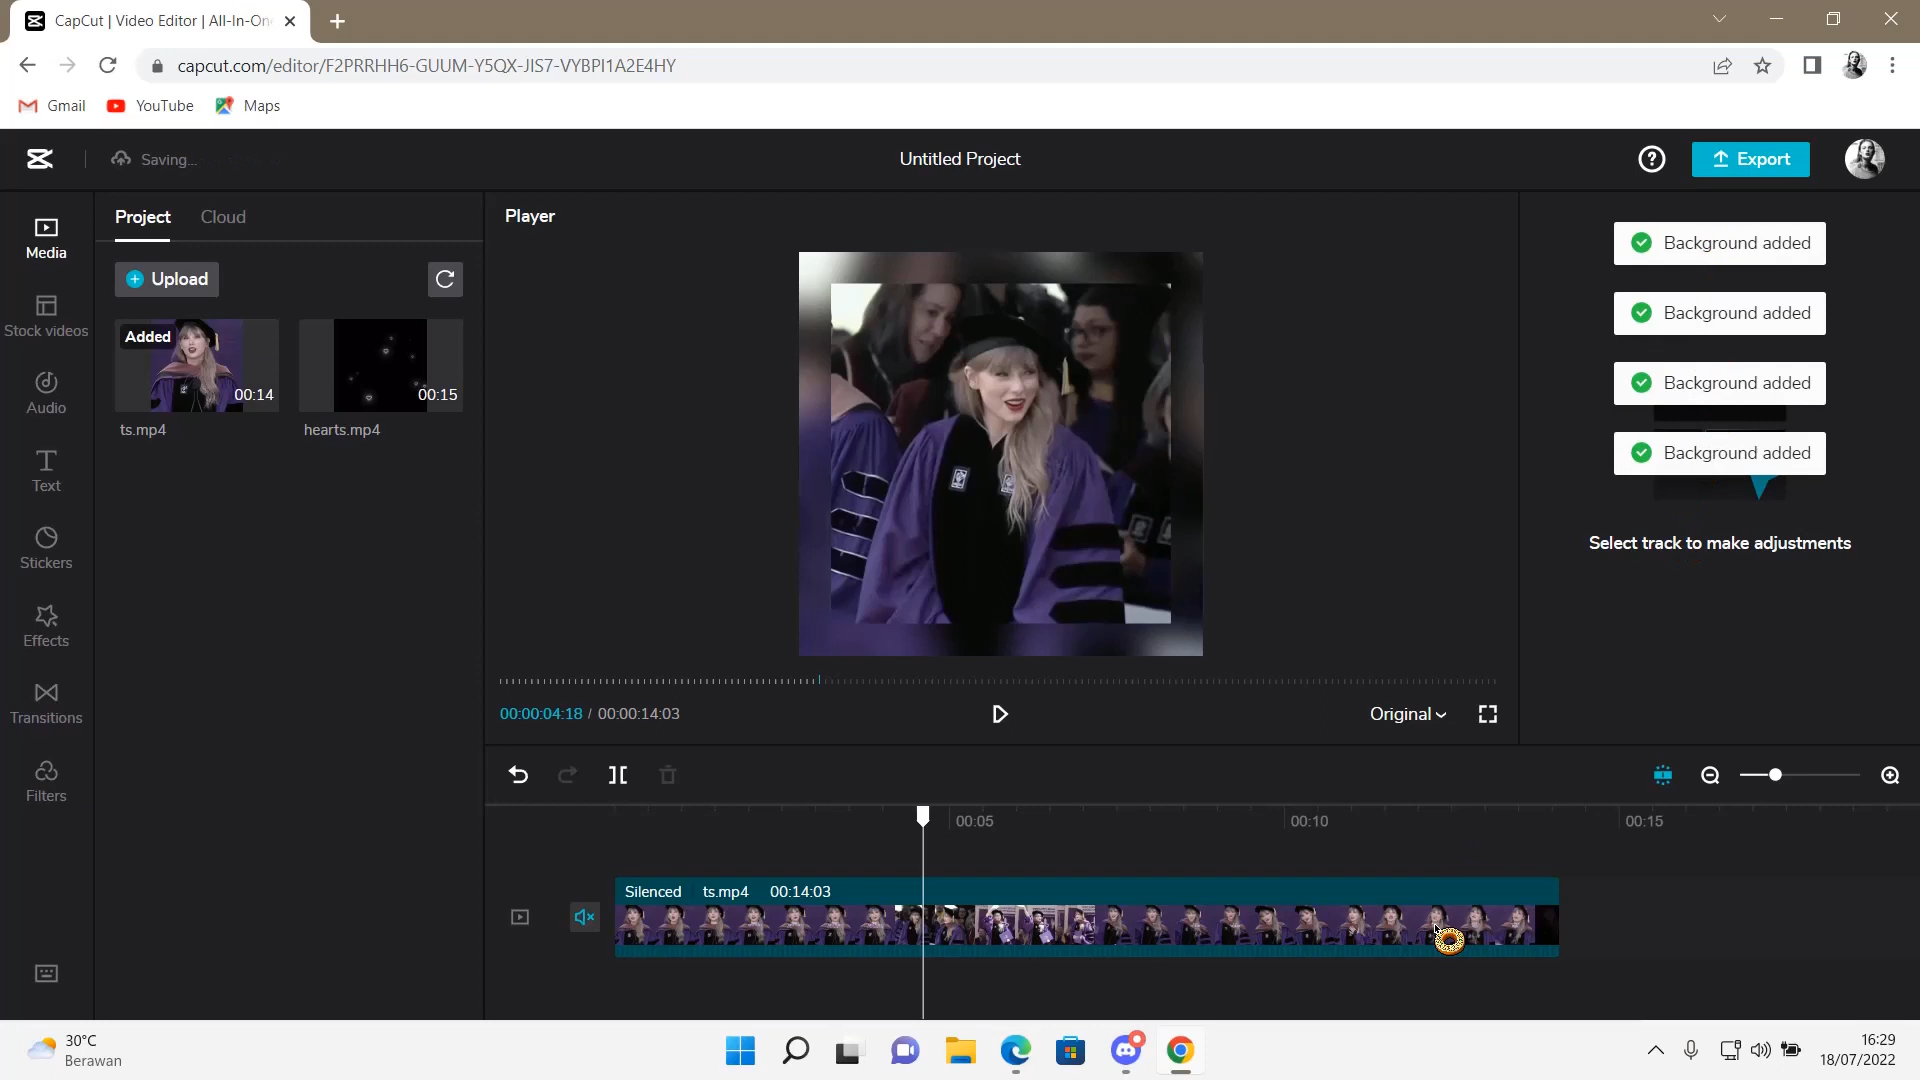 CapCut | Video Editor | All-In-On
capcut.com/editor/F2PRRHH6-GUUM-Y5QX-JIS7-VYBPI1A2E4HY
Gmail YouTube Maps
Saving...
Untitled Project
Export
Media
Stock videos
Audio
Text
Stickers
Effects
Transitions
Filters
Project Cloud
Upload
Added
00:14
ts.mp4
00:15
hearts.mp4
Player
00:00:04:18 / 00:00:14:03
Original
Background added
Background added
Background added
Background added
Select track to make adjustments
00:05 00:10 00:15
Silenced ts.mp4 00:14:03
30°C
Berawan
16:29
18/07/2022